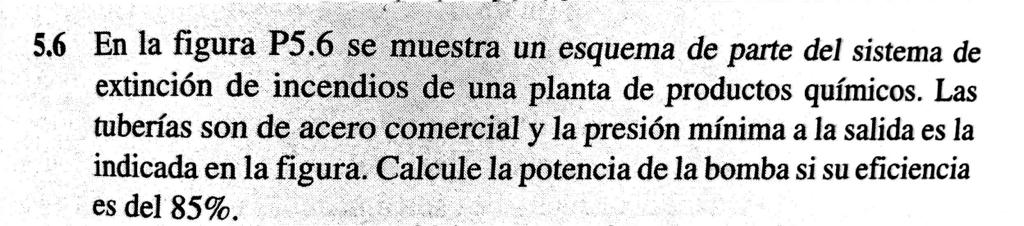 5.6 En la figura P5.6 se muestra un esquema de parte del sistema de
extinción de incendios de una planta de productos químicos. Las
tuberías son de acero comercial y la presión mínima a la salida es la
indicada en la figura. Calcule la potencia de la bomba si su eficiencia
es del 85%.